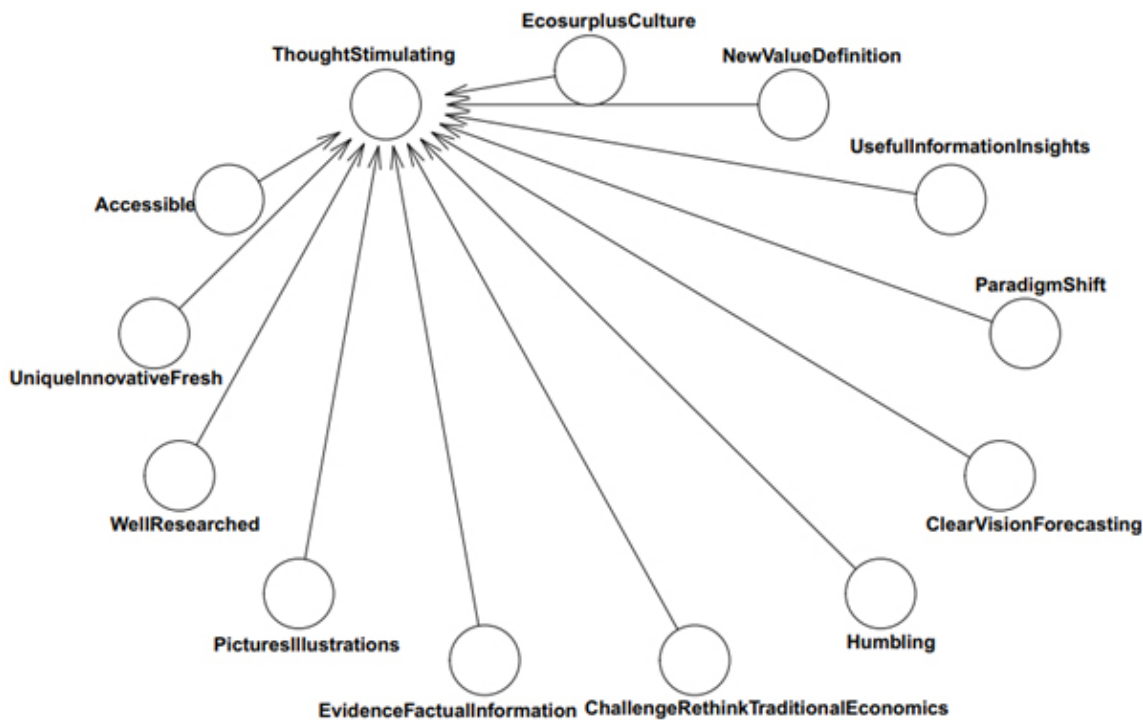 EcosurplusCulture
ThoughtStimulating
NewValueDefinition
UsefulInformationInsights
Accessible
ParadigmShift
UniqueInnovativeFresh
WellResearched
ClearVisionForecasting
PicturesIllustrations
Humbling
EvidenceFactualInformation
ChallengeRethinkTraditionalEconomics